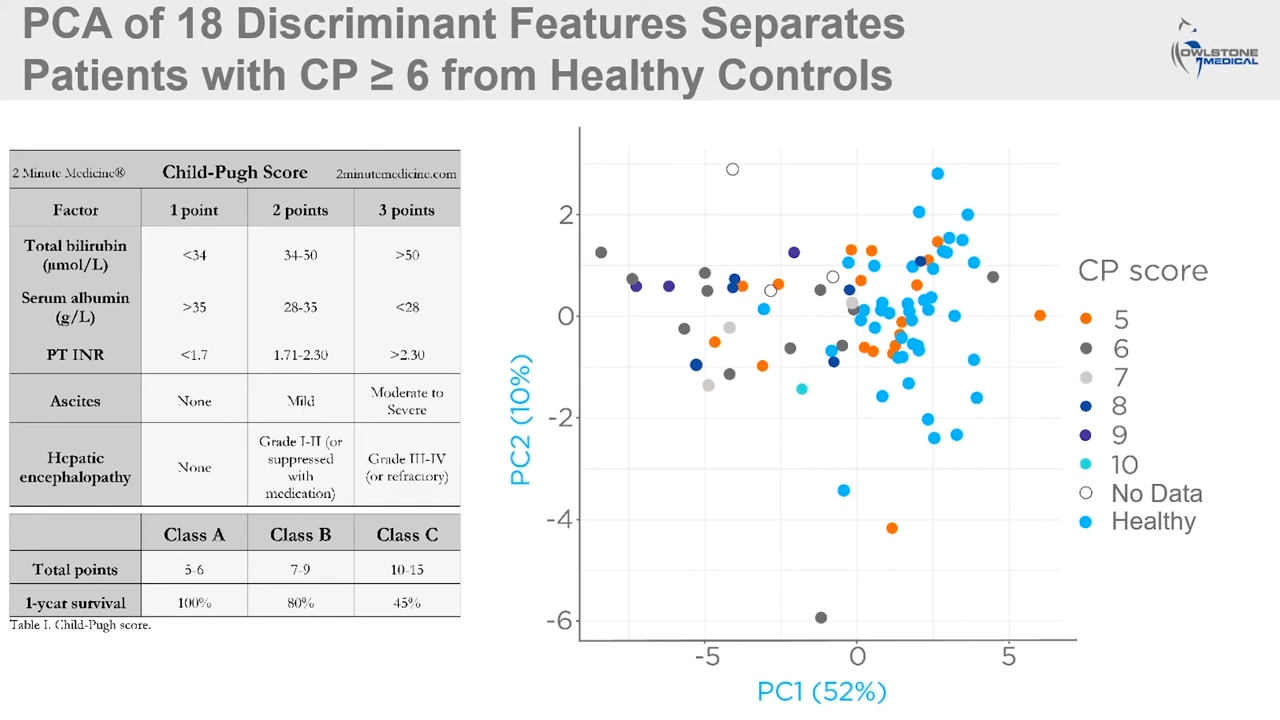 PCA of 18 Discriminant Features Separates
Patients with CP ≥ 6 from Healthy Controls
OWLSTONE
MEDICAL
2 Minute Medicine® Child-Pugh Score 2minutemedicine.com
Factor 1 point 2 points 3 points
Total bilirubin
(μmol/L) <34 34-50 >50
Serum albumin
(g/L) >35 28-35 <28
PT INR <1.7 1.71-2.30 >2.30
Ascites None Mild Moderate to
Severe
Hepatic
encephalopathy None Grade I-II (or
suppressed
with
medication) Grade III-IV
(or refractory)
Class A Class B Class C
Total points 5-6 7-9 10-15
1-year survival 100% 80% 45%
Table I. Child-Pugh score.
PC2 (10%)
2
0
-2
-4
-6
-5 0 5
PC1 (52%)
CP score
5
6
7
8
9
10
No Data
Healthy